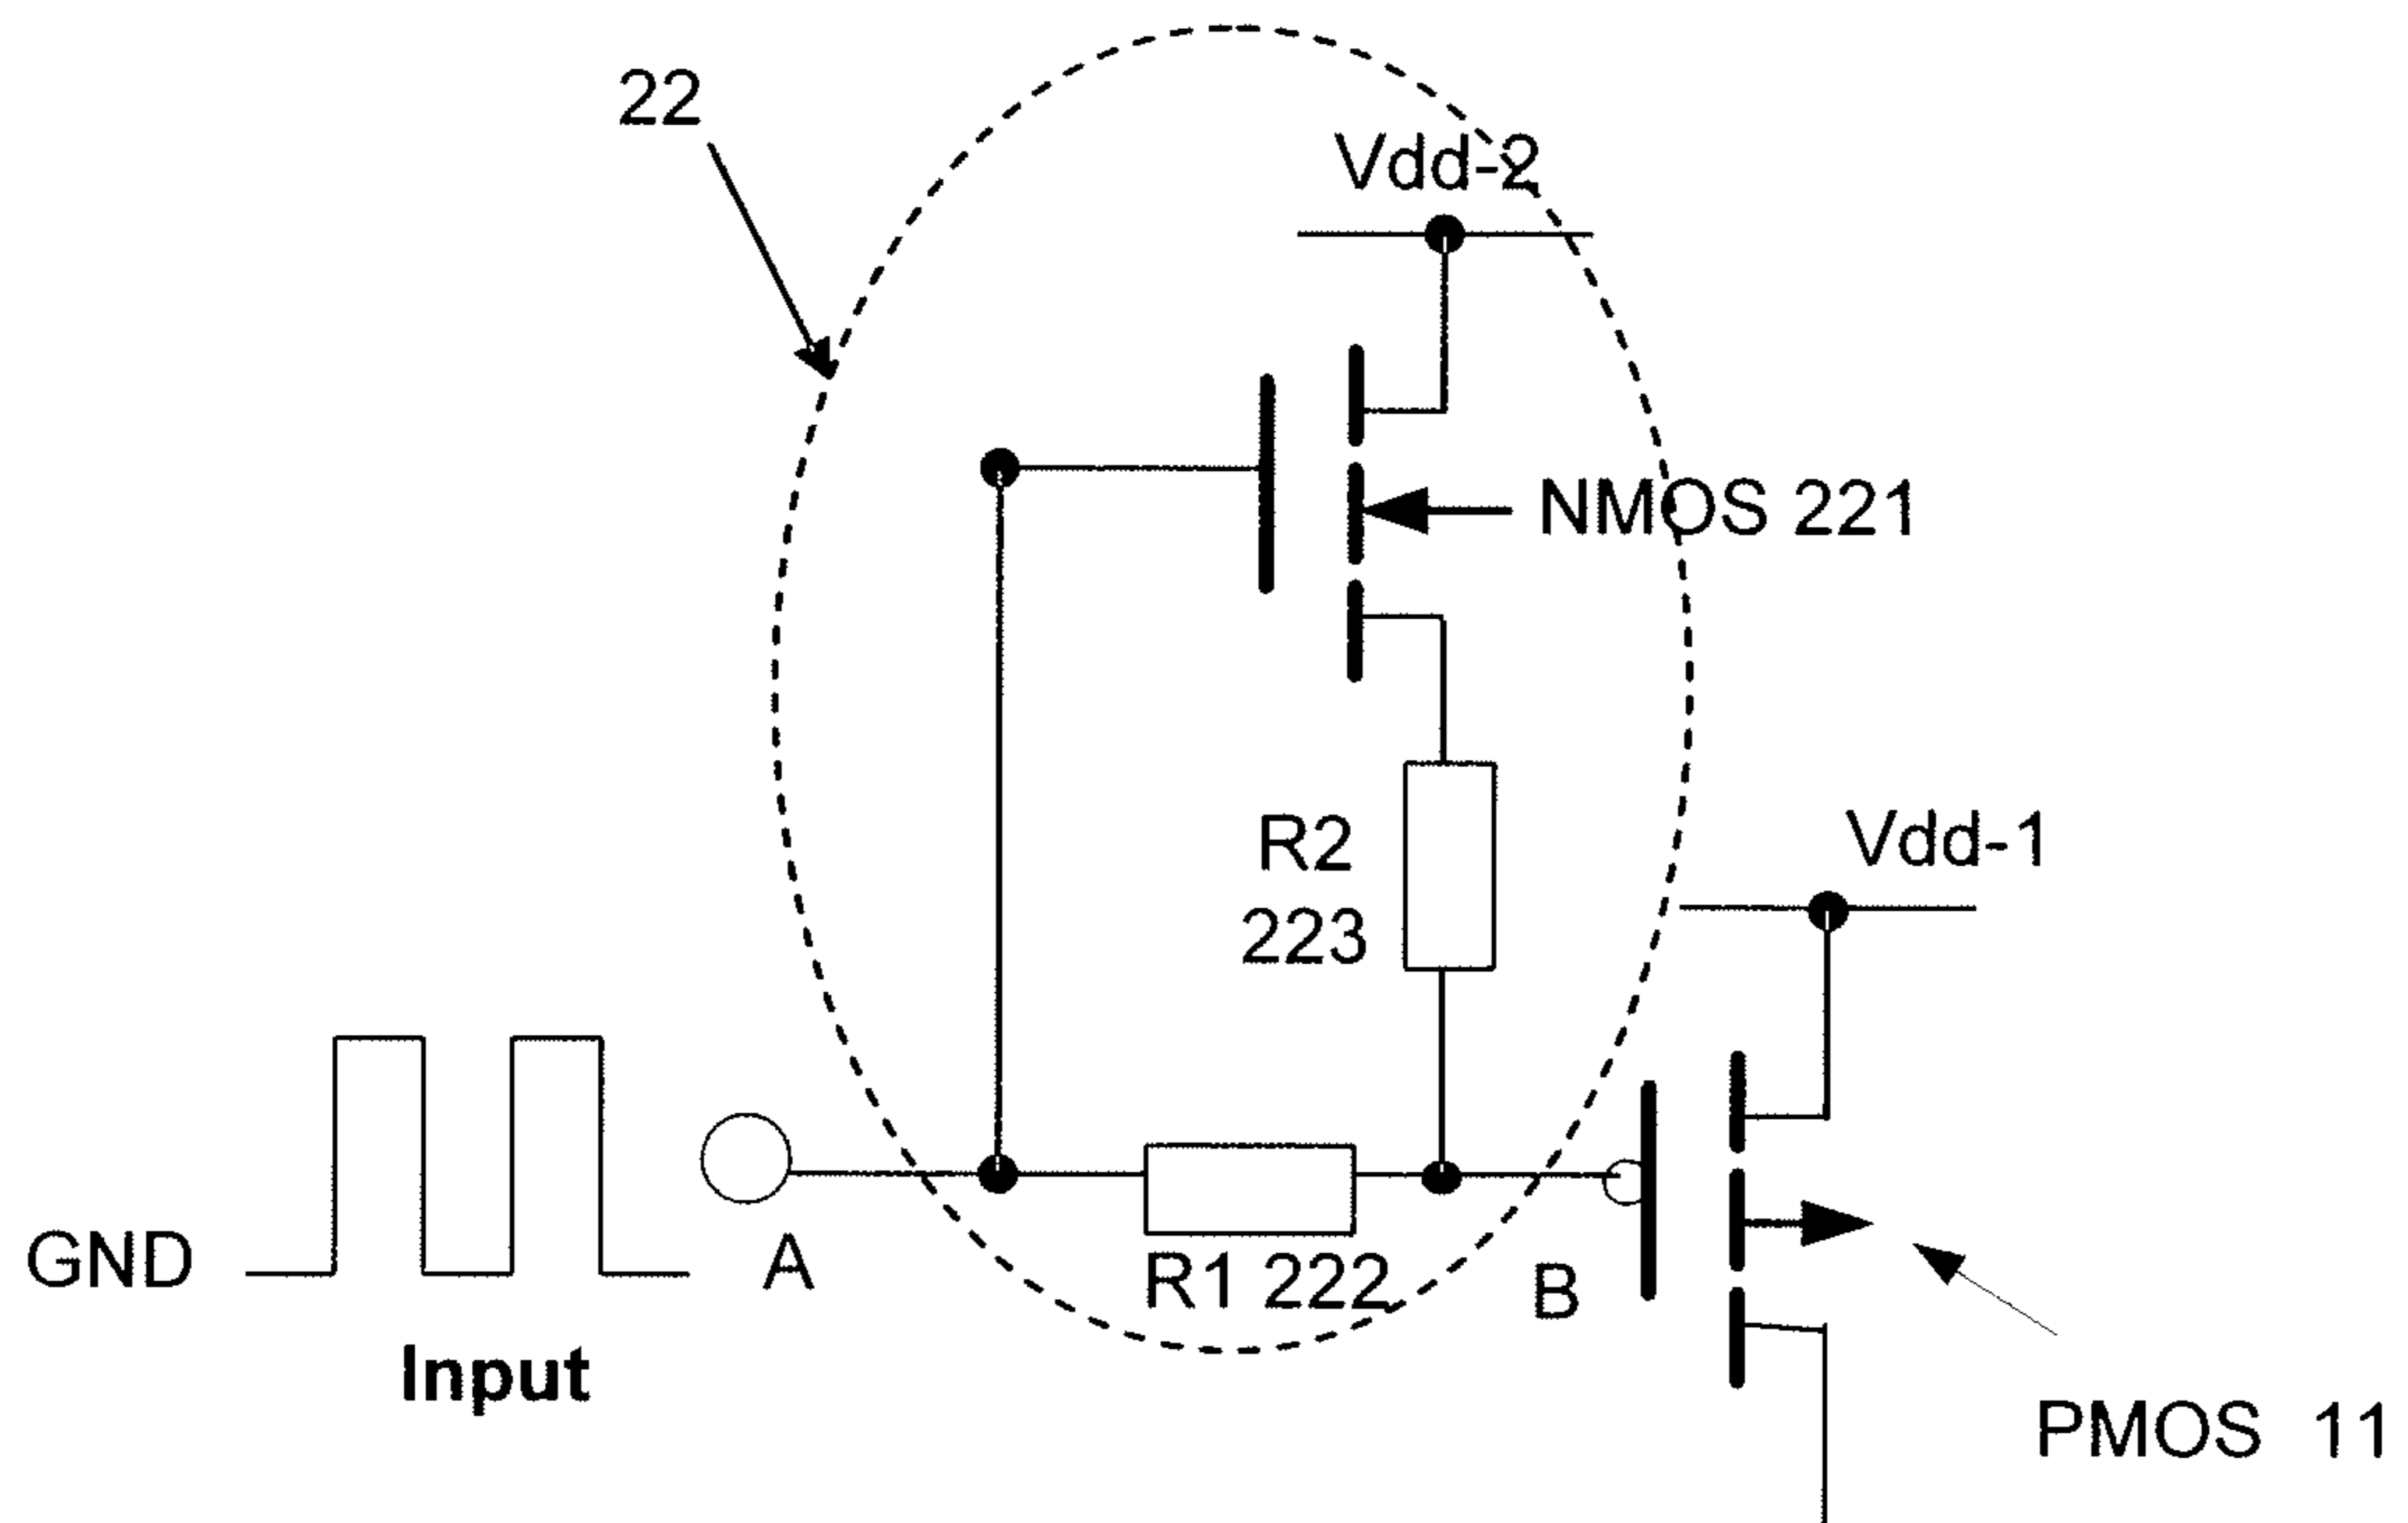 22
Vdd-2
NMOS 221
R2
223
Vdd-1
GND
A
R1 222
B
Input
PMOS 11